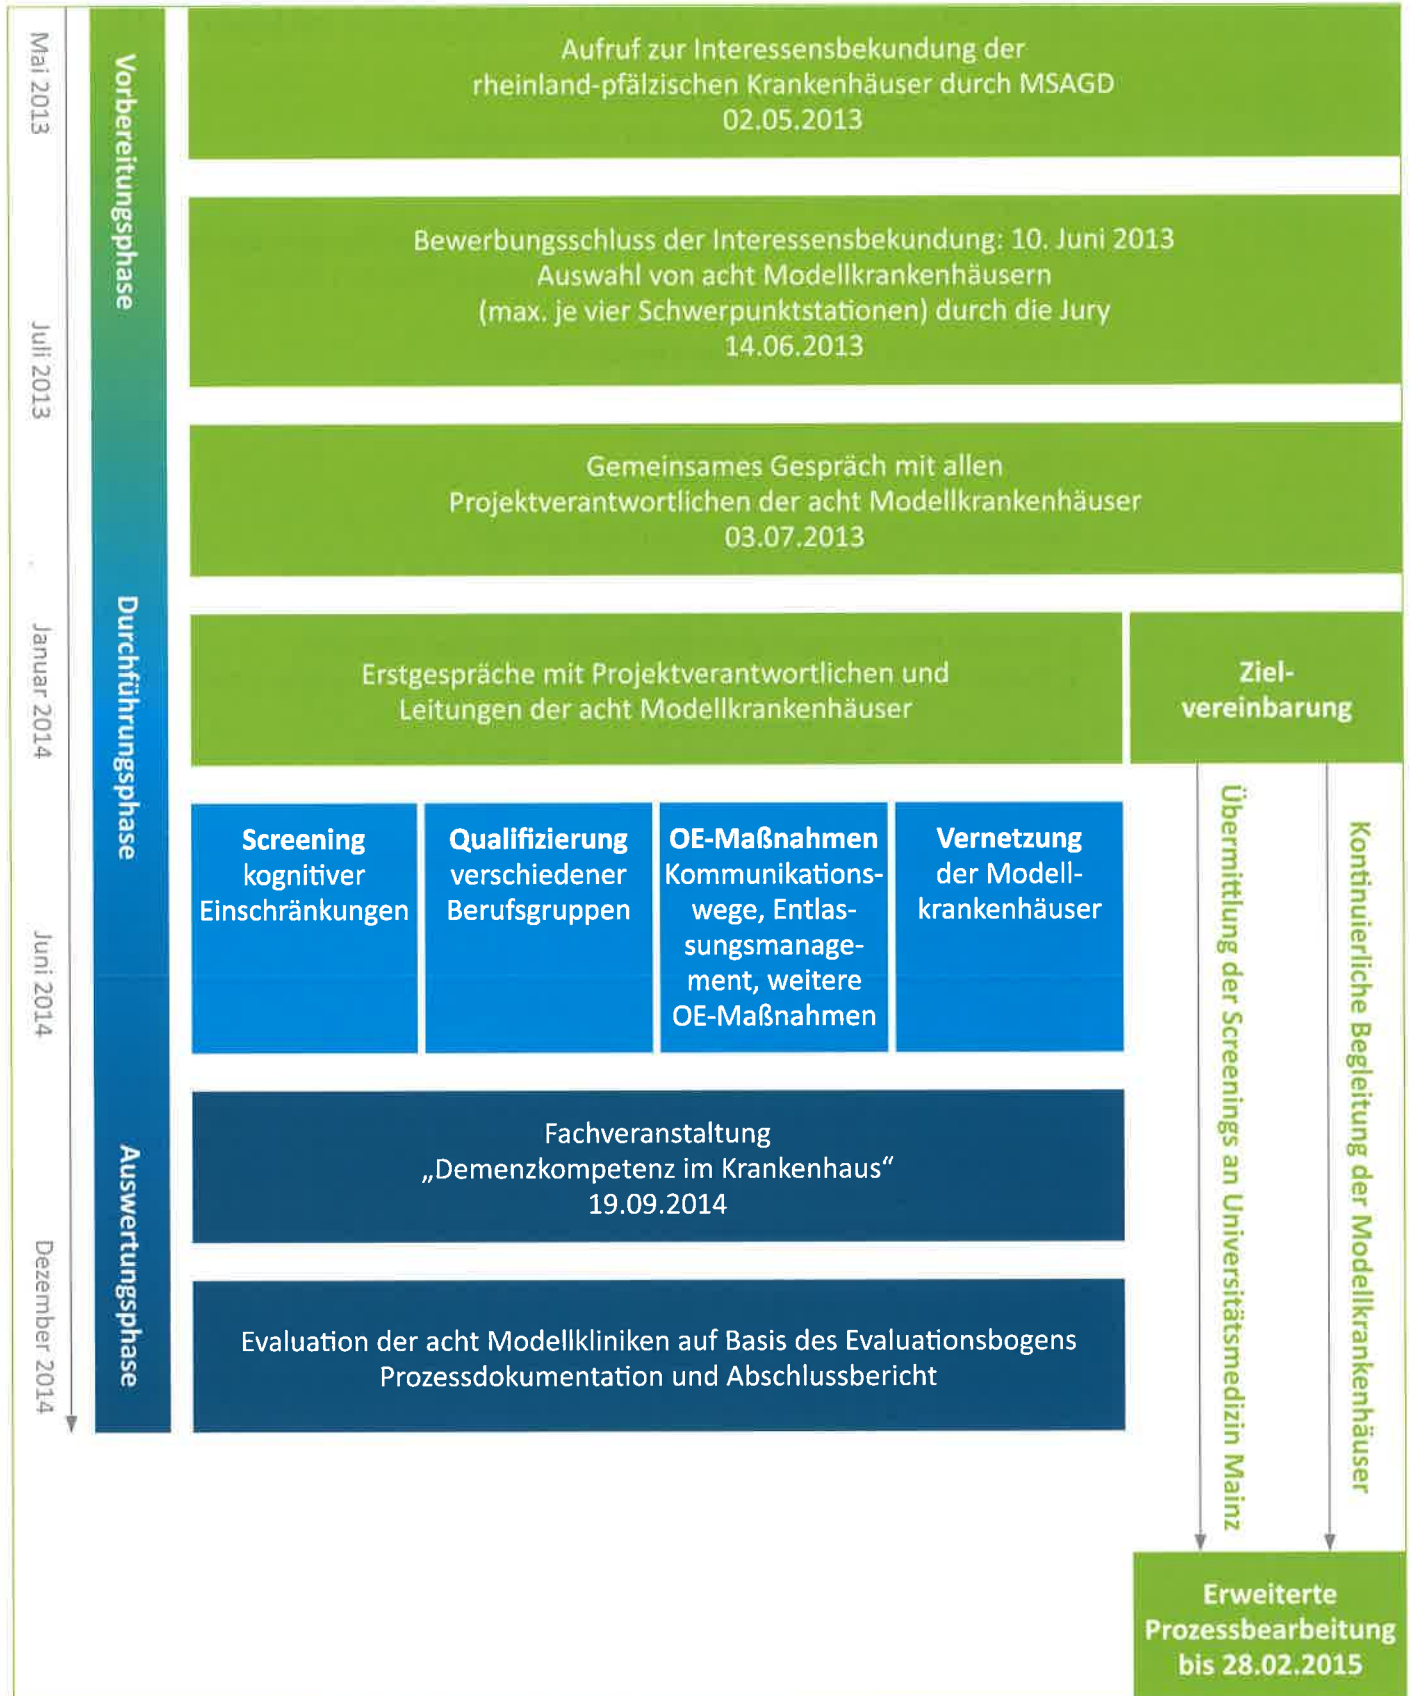 Mai 2013
Juli 2013
Januar 2014
Juni 2014
Dezember 2014
Vorbereitungsphase
Durchführungsphase
Auswertungsphase
Aufruf zur Interessensbekundung der
rheinland-pfälzischen Krankenhäuser durch MSAGD
02.05.2013
Bewerbungsschluss der Interessensbekundung: 10. Juni 2013
Auswahl von acht Modellkrankenhäusern
(max. je vier Schwerpunktstationen) durch die Jury
14.06.2013
Gemeinsames Gespräch mit allen
Projektverantwortlichen der acht Modellkrankenhäuser
03.07.2013
Erstgespräche mit Projektverantwortlichen und
Leitungen der acht Modellkrankenhäuser
Ziel-
vereinbarung
Screening
kognitiver
Einschränkungen
Qualifizierung
verschiedener
Berufsgruppen
OE-Maßnahmen
Kommunikations-
wege, Entlas-
sungsmanage-
ment, weitere
OE-Maßnahmen
Vernetzung
der Modell-
krankenhäuser
Übermittlung der Screenings an Universitätsmedizin Mainz
Kontinuierliche Begleitung der Modellkrankenhäuser
Fachveranstaltung
„Demenzkompetenz im Krankenhaus“
19.09.2014
Evaluation der acht Modellkliniken auf Basis des Evaluationsbogens
Prozessdokumentation und Abschlussbericht
Erweiterte
Prozessbearbeitung
bis 28.02.2015